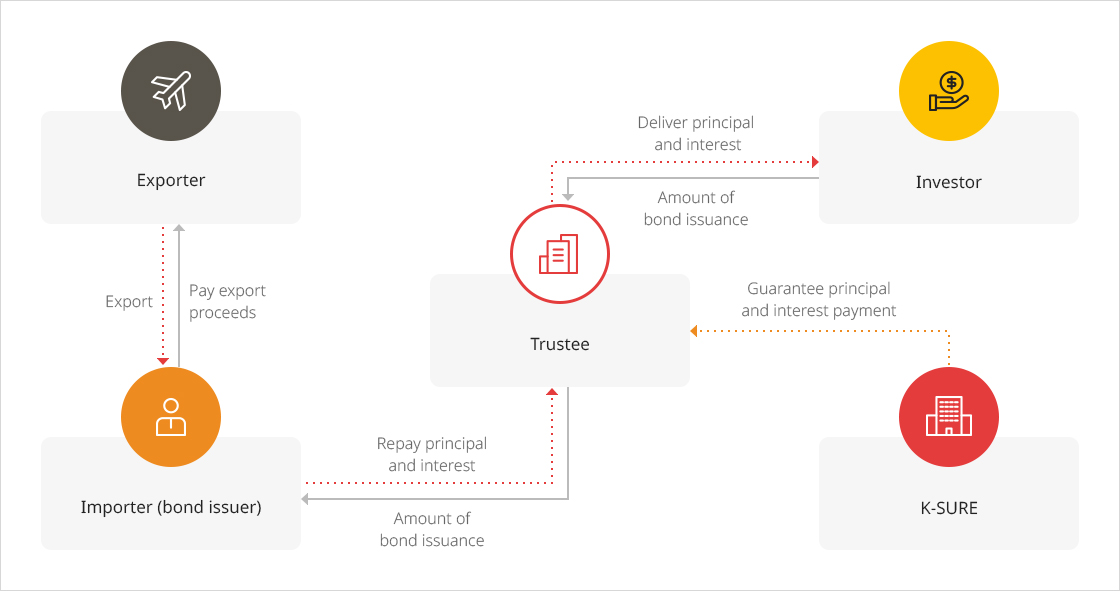 Exporter
Deliver principal
and interest
Investor
Amount of
bond issuance
Export
Pay export
proceeds
Guarantee principal
and interest payment
Trustee
Repay principal
and interest
Importer (bond issuer)
Amount of
bond issuance
K-SURE